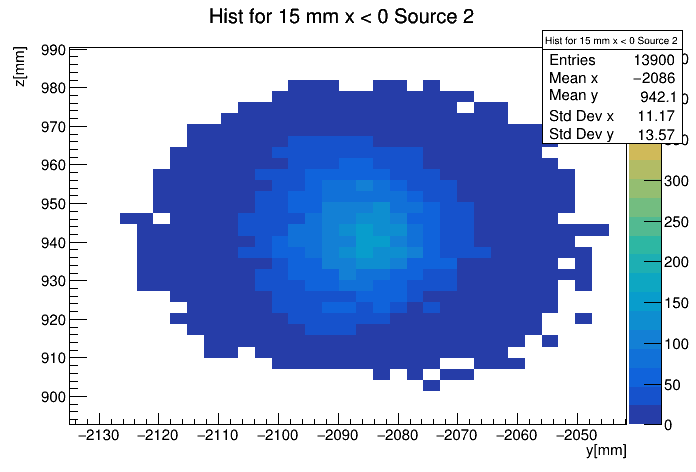 Hist for 15 mm x < 0 Source 2
z[mm]
990
980
970
960
950
940
930
920
910
900
−2130 −2120 −2110 −2100 −2090 −2080 −2070 −2060 −2050
y[mm]
Hist for 15 mm x < 0 Source 2
Entries 13900
Mean x −2086
Mean y 942.1
Std Dev x 11.17
Std Dev y 13.57
300
250
200
150
100
50
0